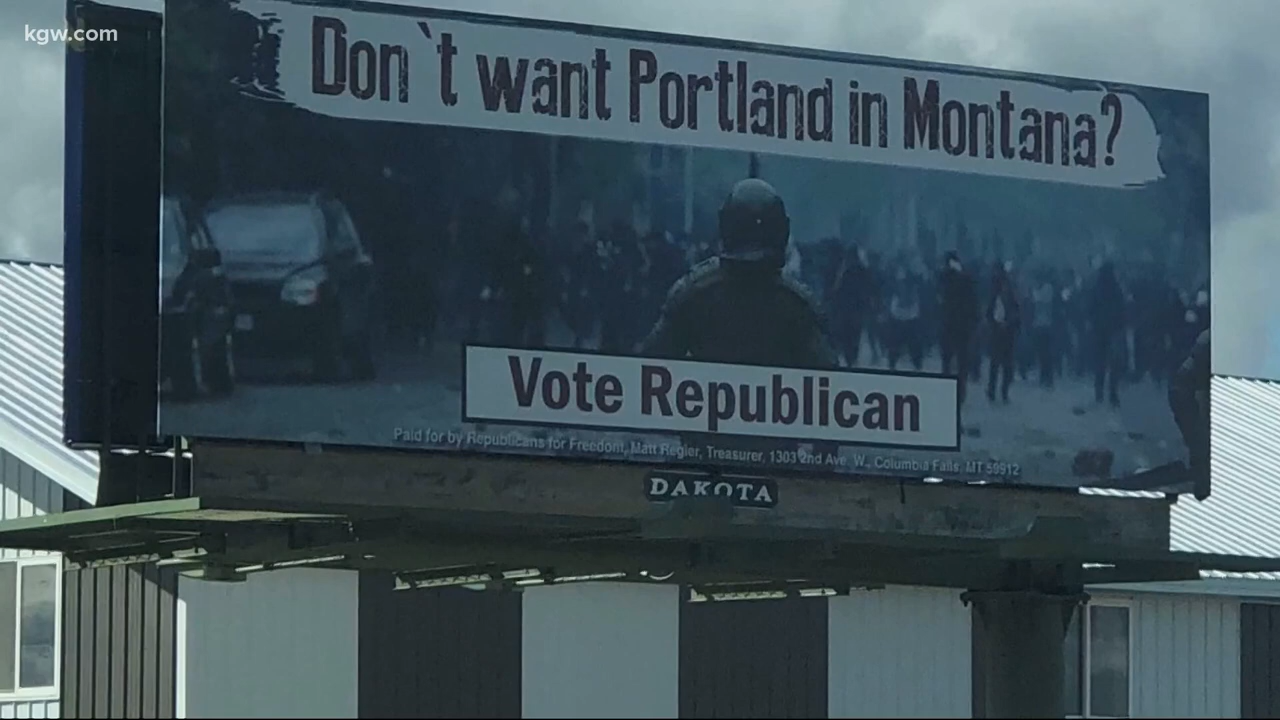 kgw.com
Don`t want Portland in Montana?
Vote Republican
Paid for by Republicans for Freedom, Matt Regier, Treasurer, 1303 2nd Ave. W., Columbia Falls, MT 59912
DAKOTA